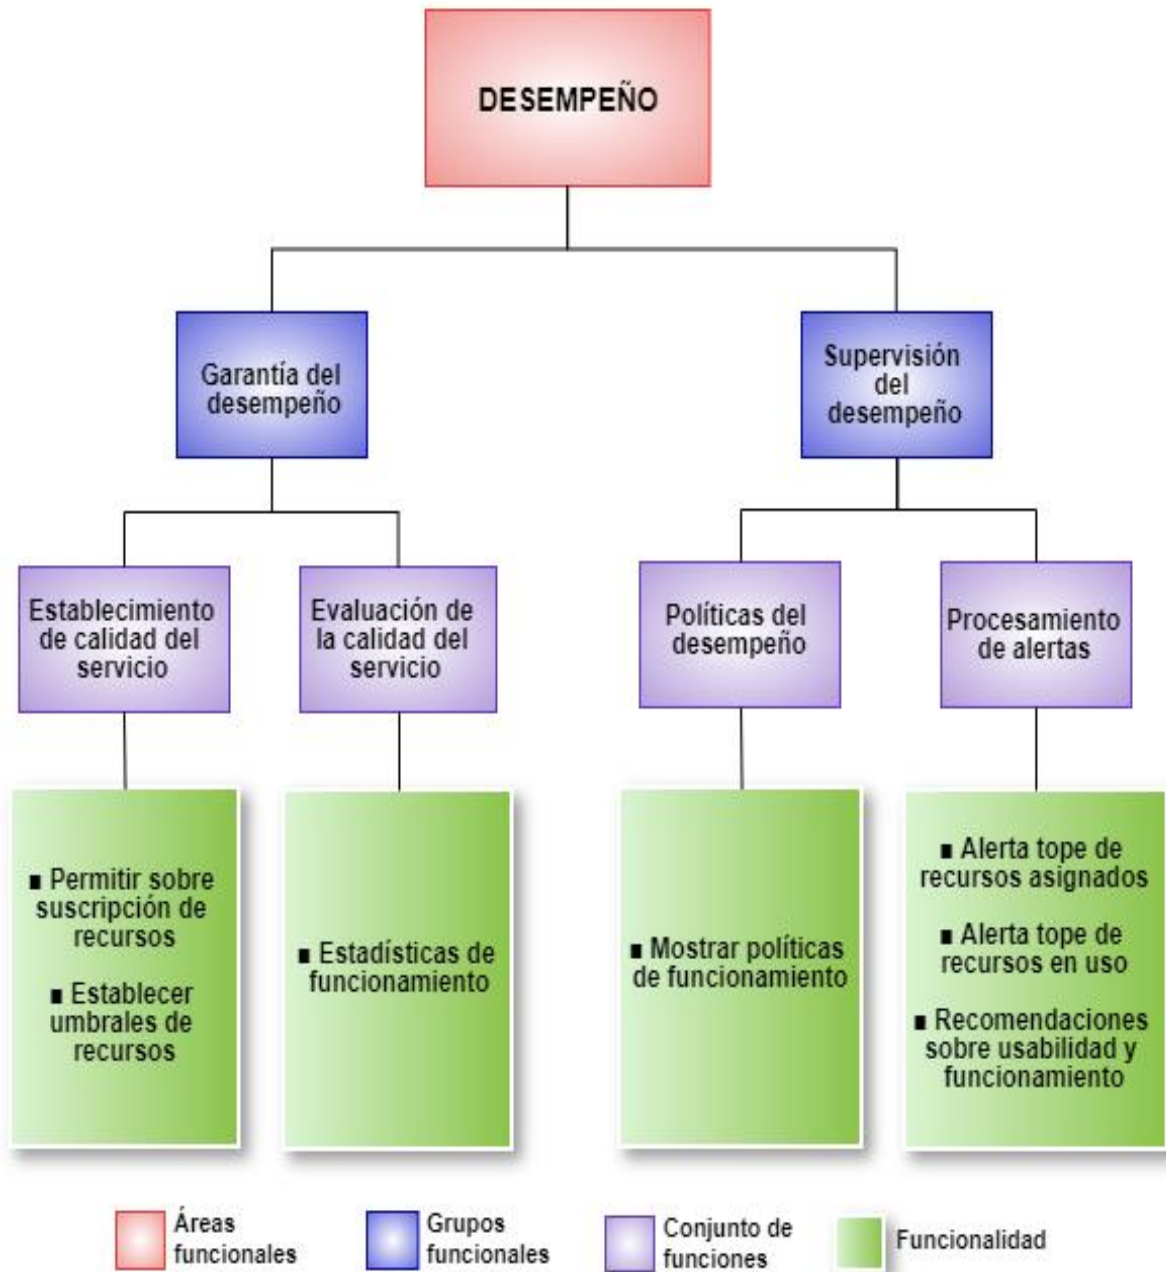 DESEMPEÑO
Garantía del
desempeño
Supervisión
del
desempeño
Establecimiento
de calidad del
servicio
Evaluación de
la calidad del
servicio
Políticas del
desempeño
Procesamiento
de alertas
■ Permitir sobre
suscripción de
recursos
■ Establecer
umbrales de
recursos
■ Estadísticas de
funcionamiento
■ Mostrar políticas
de funcionamiento
■ Alerta tope de
recursos asignados
■ Alerta tope de
recursos en uso
■ Recomendaciones
sobre usabilidad y
funcionamiento
Áreas
funcionales
Grupos
funcionales
Conjunto de
funciones
Funcionalidad